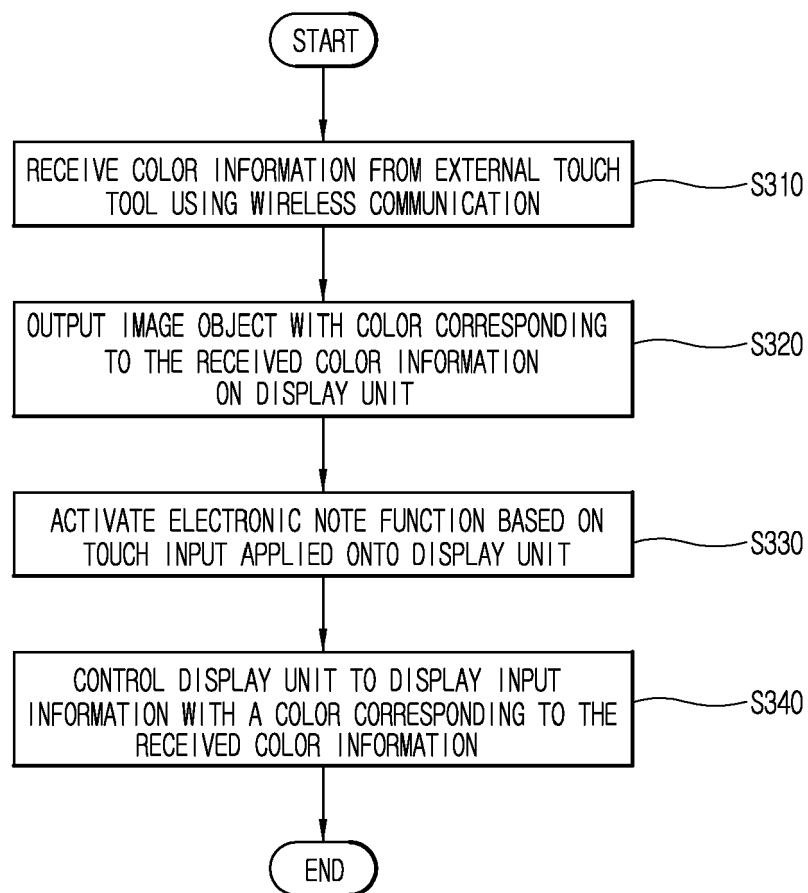 START
RECEIVE COLOR INFORMATION FROM EXTERNAL TOUCH
TOOL USING WIRELESS COMMUNICATION
S310
OUTPUT IMAGE OBJECT WITH COLOR CORRESPONDING
TO THE RECEIVED COLOR INFORMATION
ON DISPLAY UNIT
S320
ACTIVATE ELECTRONIC NOTE FUNCTION BASED ON
TOUCH INPUT APPLIED ONTO DISPLAY UNIT
S330
CONTROL DISPLAY UNIT TO DISPLAY INPUT
INFORMATION WITH A COLOR CORRESPONDING TO THE
RECEIVED COLOR INFORMATION
S340
END